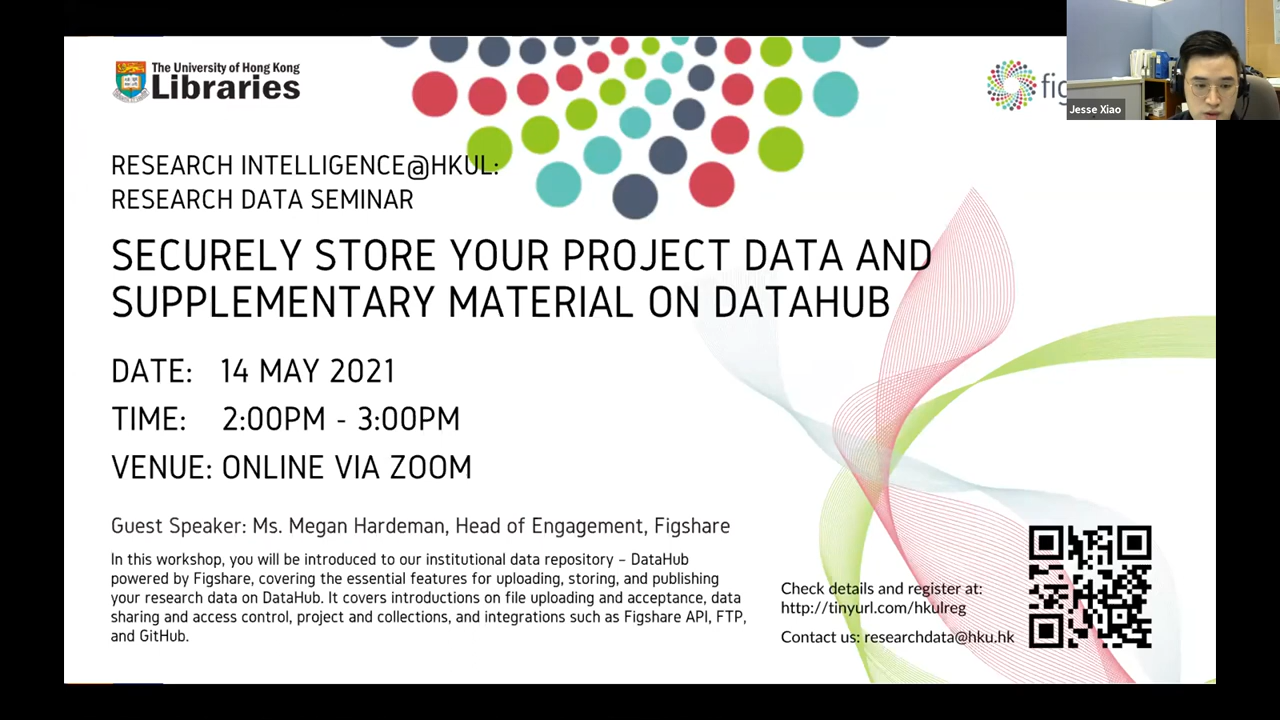 The University of Hong Kong
Libraries
fig
Jesse Xiao
RESEARCH INTELLIGENCE@HKUL:
RESEARCH DATA SEMINAR
SECURELY STORE YOUR PROJECT DATA AND
SUPPLEMENTARY MATERIAL ON DATAHUB
DATE: 14 MAY 2021
TIME: 2:00PM - 3:00PM
VENUE: ONLINE VIA ZOOM
Guest Speaker: Ms. Megan Hardeman, Head of Engagement, Figshare
In this workshop, you will be introduced to our institutional data repository – DataHub
powered by Figshare, covering the essential features for uploading, storing, and publishing
your research data on DataHub. It covers introductions on file uploading and acceptance, data
sharing and access control, project and collections, and integrations such as Figshare API, FTP,
and GitHub.
Check details and register at:
http://tinyurl.com/hkulreg
Contact us: researchdata@hku.hk